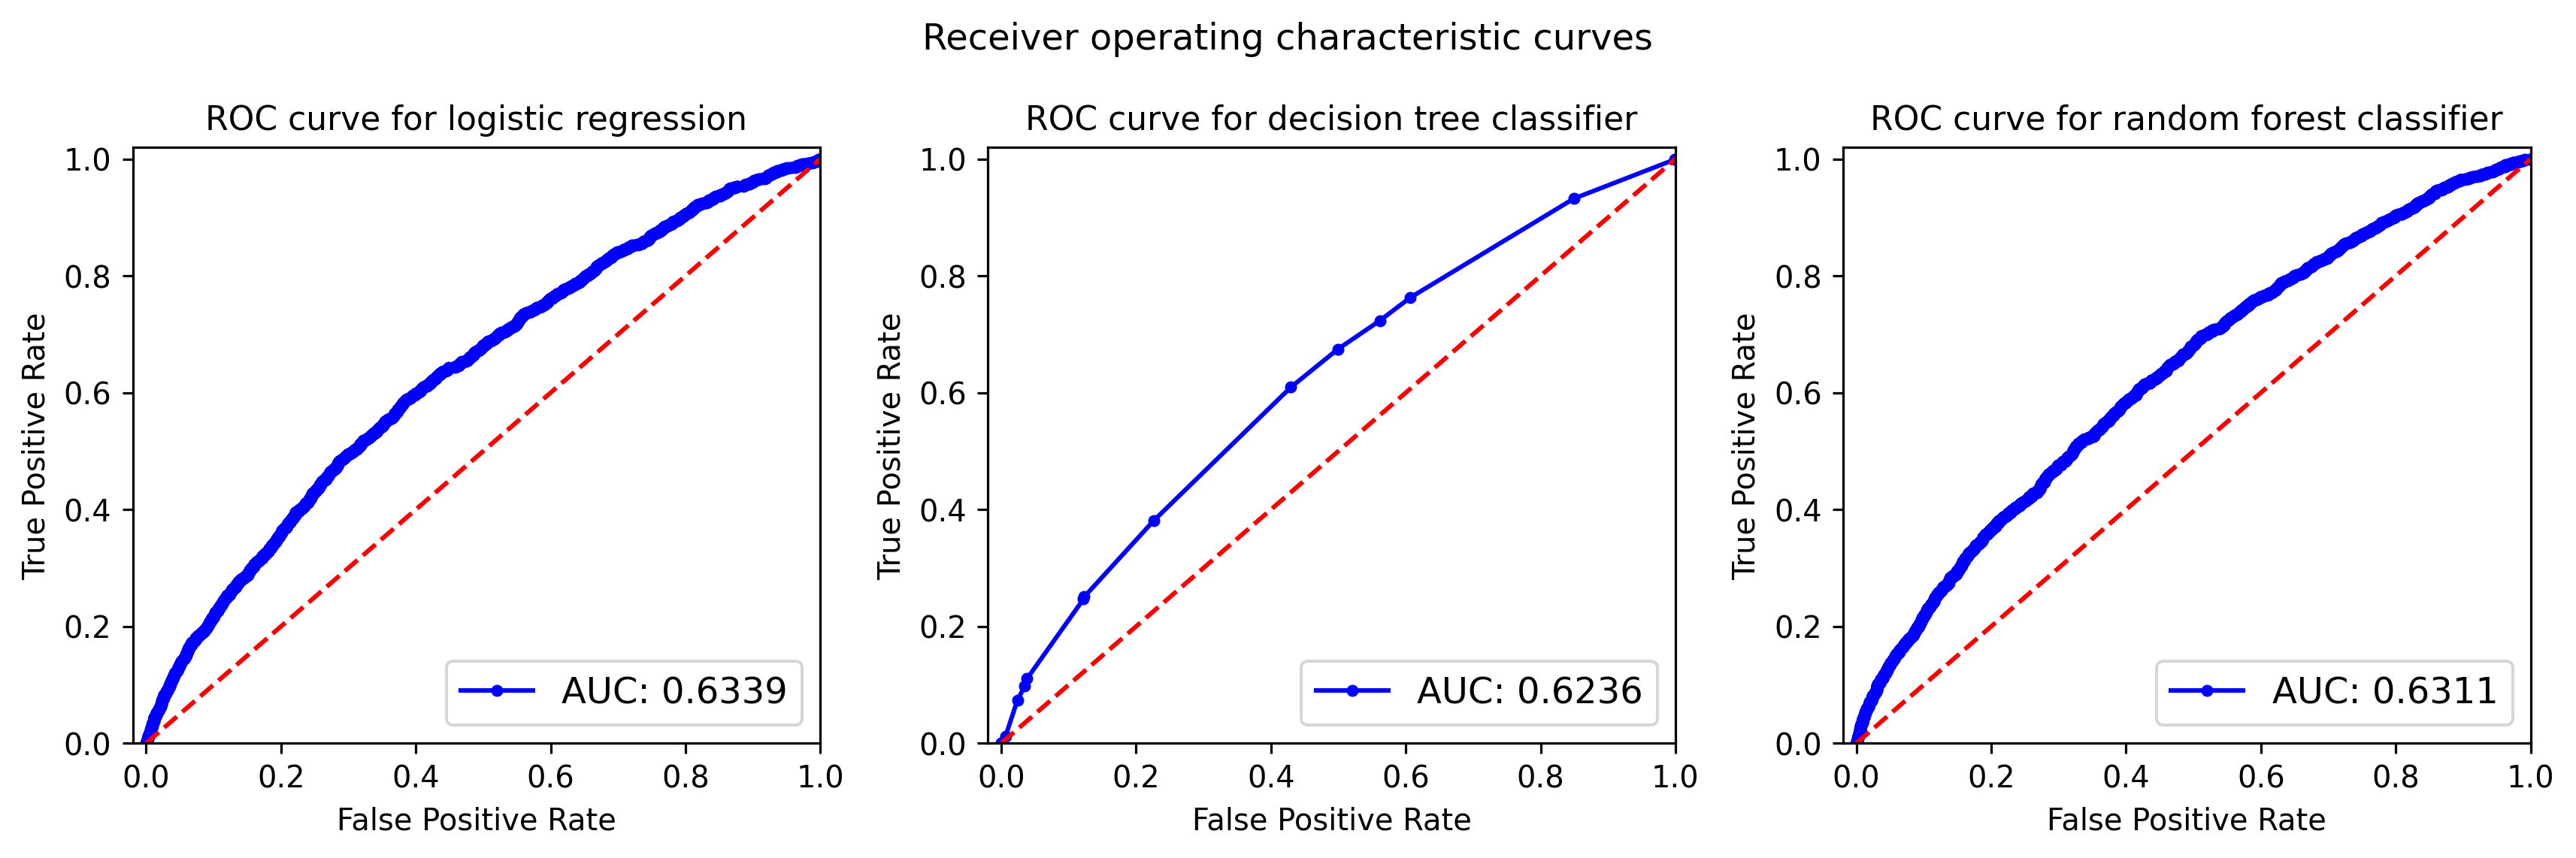 Receiver operating characteristic curves
ROC curve for logistic regression
1.0
0.8
0.6
0.4
0.2
0.0
True Positive Rate
AUC: 0.6339
0.0 0.2 0.4 0.6 0.8 1.0
False Positive Rate
ROC curve for decision tree classifier
1.0
0.8
0.6
0.4
0.2
0.0
True Positive Rate
AUC: 0.6236
0.0 0.2 0.4 0.6 0.8 1.0
False Positive Rate
ROC curve for random forest classifier
1.0
0.8
0.6
0.4
0.2
0.0
True Positive Rate
AUC: 0.6311
0.0 0.2 0.4 0.6 0.8 1.0
False Positive Rate